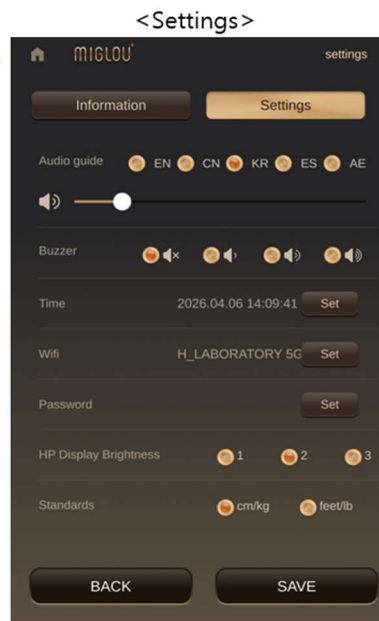 <Settings>
MIGLOU+
settings
Information Settings
Audio guide EN CN KR ES AE
Buzzer
Time 2026.04.06 14:09:41 Set
Wifi H_LABORATORY 5G Set
Password Set
HP Display Brightness 1 2 3
Standards cm/kg feet/lb
BACK SAVE